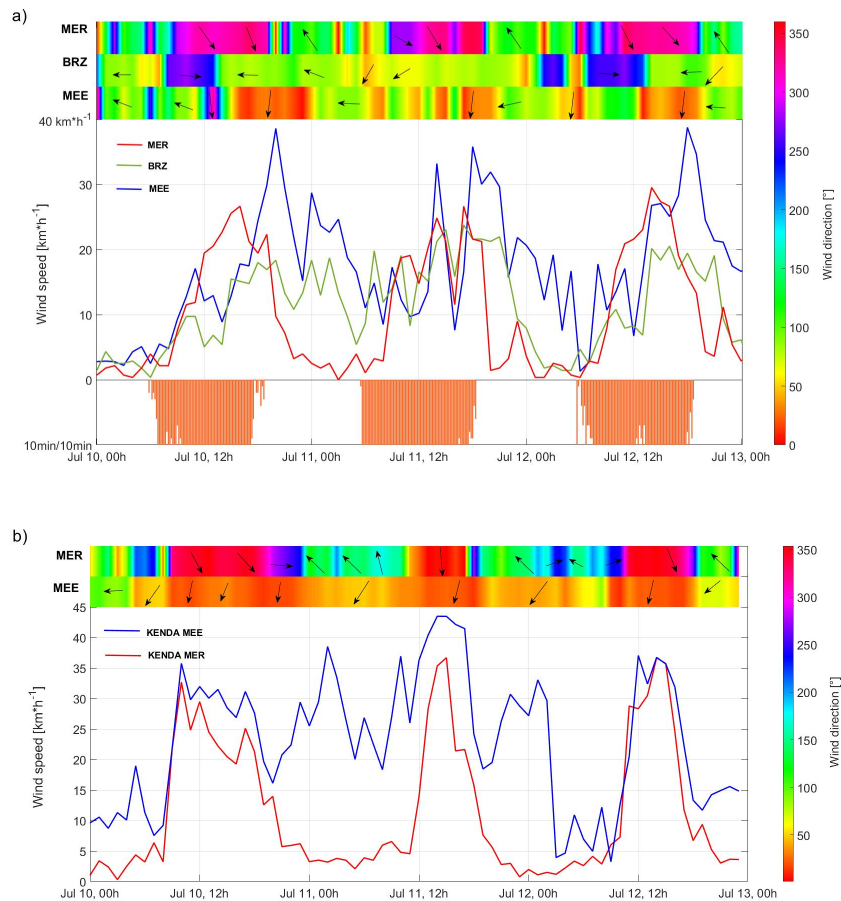 a)
MER
BRZ
MEE
40 km*h⁻¹
30
20
10
0
10min/10min
Wind speed [km*h⁻¹]
MER
BRZ
MEE
Jul 10, 00h
Jul 10, 12h
Jul 11, 00h
Jul 11, 12h
Jul 12, 00h
Jul 12, 12h
Jul 13, 00h
350
300
250
200
150
100
50
0
Wind direction [°]
b)
MER
MEE
45
40
35
30
25
20
15
10
5
0
Wind speed [km*h⁻¹]
KENDA MEE
KENDA MER
Jul 10, 00h
Jul 10, 12h
Jul 11, 00h
Jul 11, 12h
Jul 12, 00h
Jul 12, 12h
Jul 13, 00h
350
300
250
200
150
100
50
Wind direction [°]